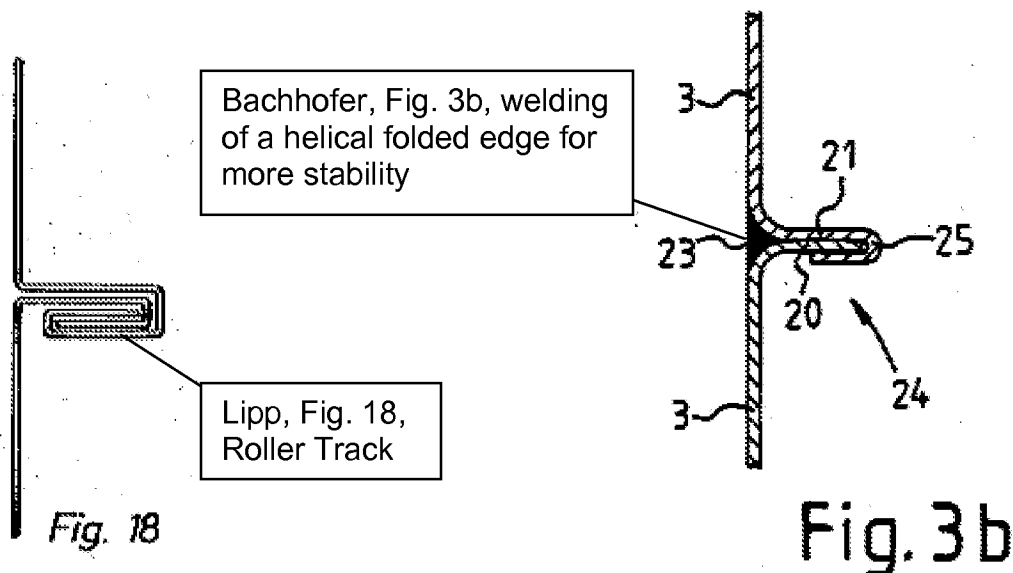 Bachhofer, Fig. 3b, welding
of a helical folded edge for
more stability
3
21
23
25
20
24
3
Lipp, Fig. 18,
Roller Track
Fig. 18
Fig. 3b